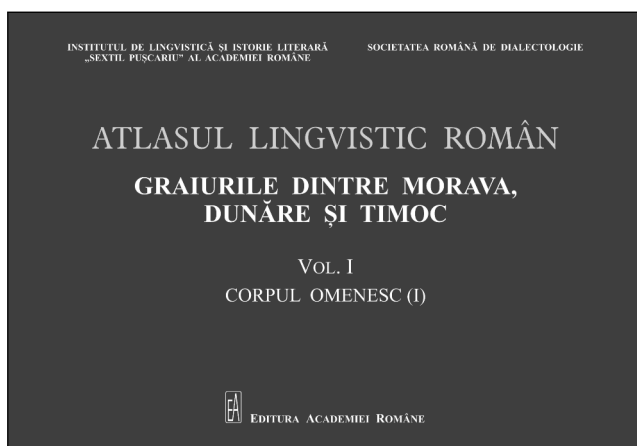 INSTITUTUL DE LINGVISTICĂ ȘI ISTORIE LITERARĂ
„SEXTIL PUȘCARIU” AL ACADEMIEI ROMÂNE
SOCIETATEA ROMÂNĂ DE DIALECTOLOGIE
ATLASUL LINGVISTIC ROMÂN
GRAIURILE DINTRE MORAVA,
DUNĂRE ȘI TIMOC
VOL. I
CORPUL OMENESC (I)
EA
EDITURA ACADEMIEI ROMÂNE